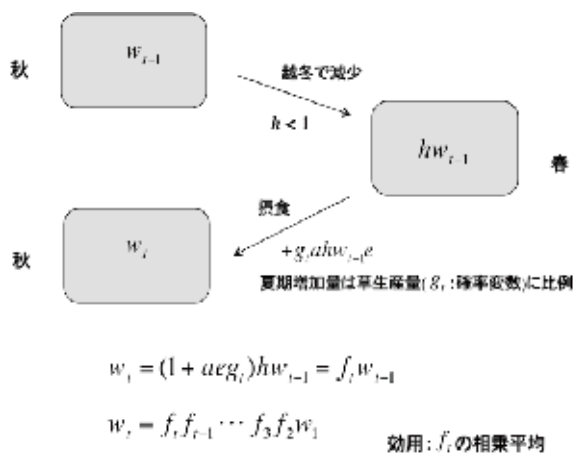 w_{t-1}
秋
越冬で減少
h < 1
hw_{t-1}
春
摂食
w_t
秋
+g_t ahw_{t-1}e
夏期増加量は草生産量(g_t:確率変数)に比例
w_t = (1 + aeg_t)hw_{t-1} = f_t w_{t-1}
w_t = f_t f_{t-1} ⋯ f_3 f_2 w_1
効用: f_t の相乗平均